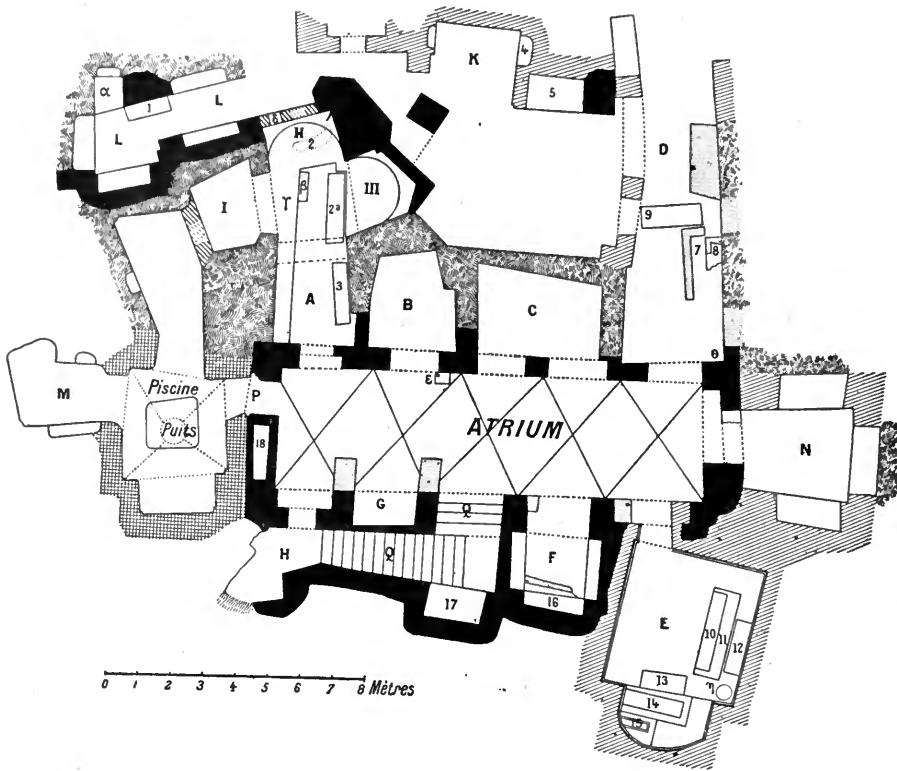 K
4
5
α
1
L
L
6
H
2
D
I
ϒ
β
2ª
III
9
7
8
A
3
B
C
θ
M
Piscine
Puits
P
ε
ATRIUM
18
N
G
Q
H
Q
F
17
16
E
10
11
12
13
η
14
15
0 1 2 3 4 5 6 7 8 Mètres